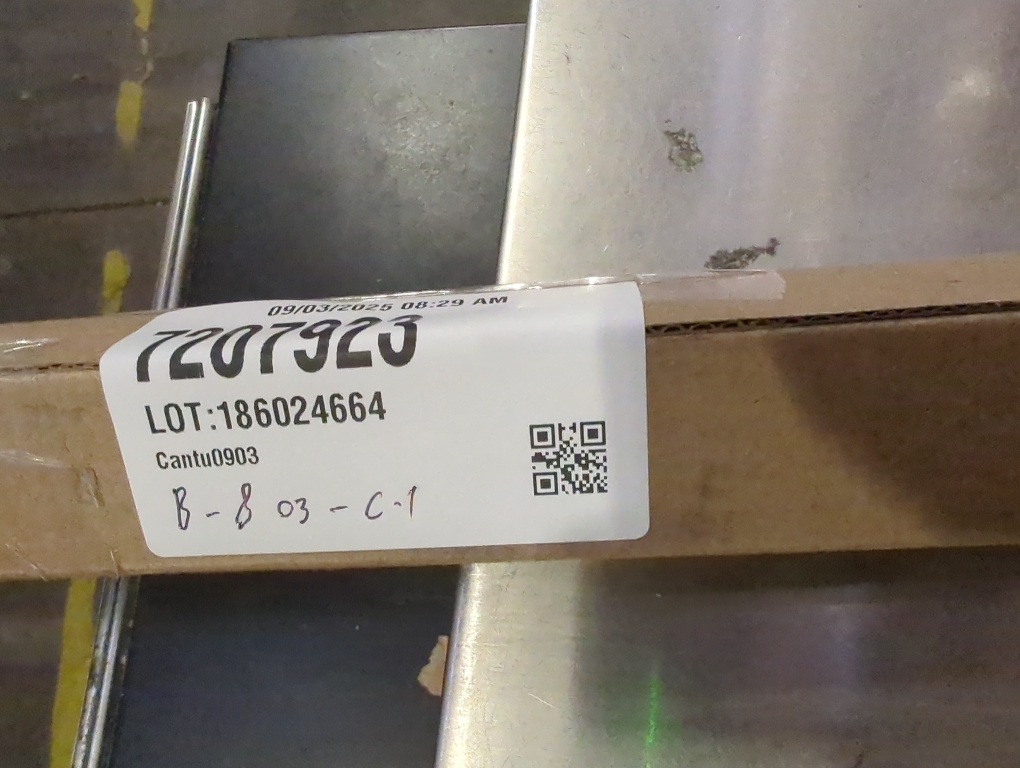 09/03/2025 08:29 AM
7207923
LOT:186024664
Cantu0903
B - 8 03 - C-1